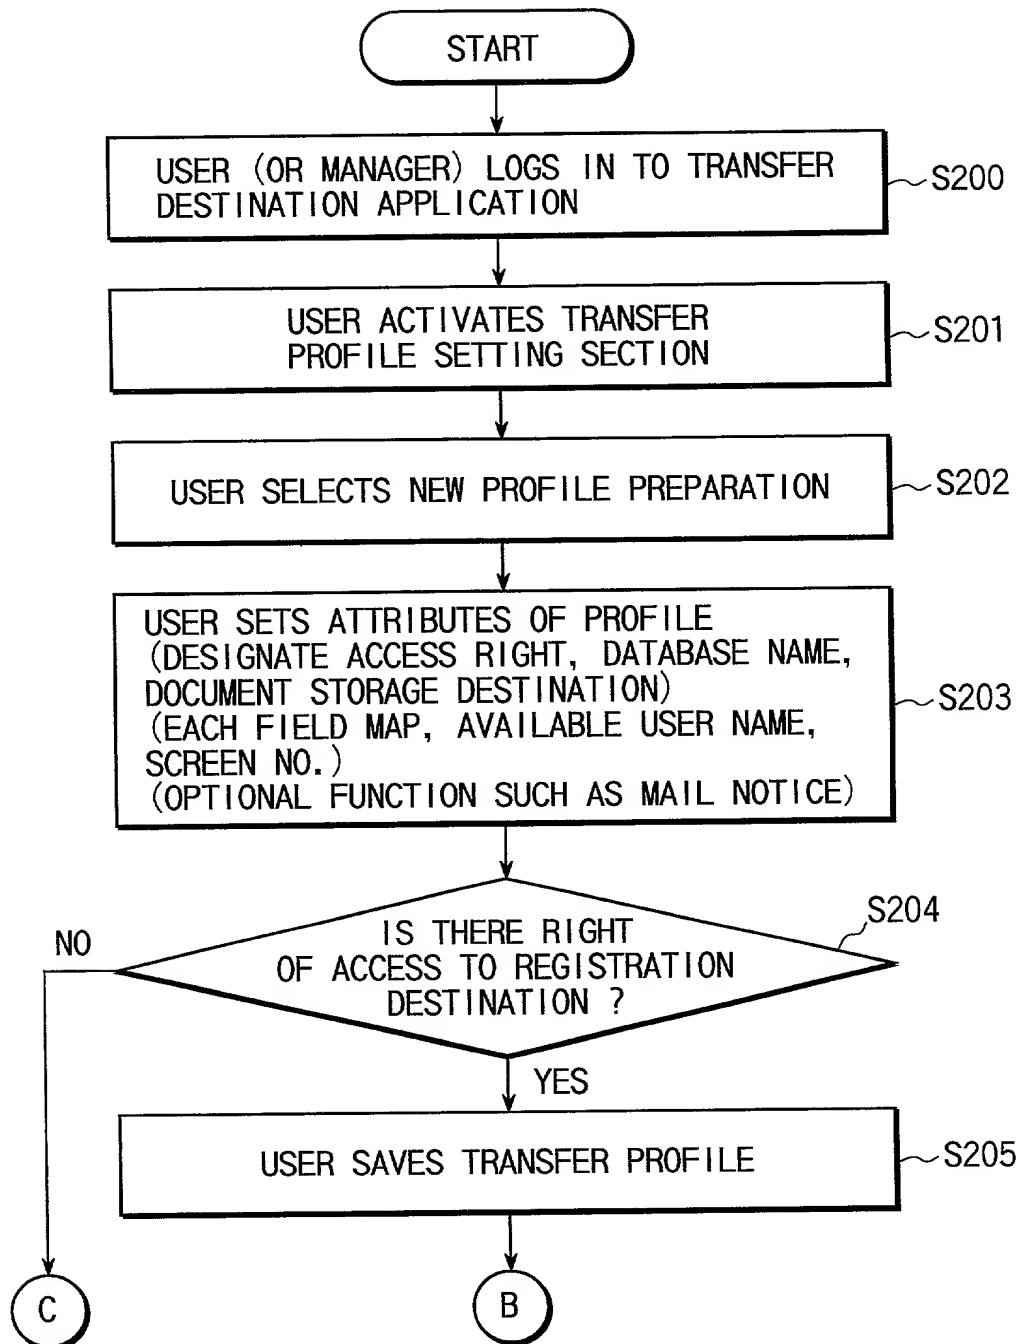 START
USER (OR MANAGER) LOGS IN TO TRANSFER
DESTINATION APPLICATION
S200
USER ACTIVATES TRANSFER
PROFILE SETTING SECTION
S201
USER SELECTS NEW PROFILE PREPARATION
S202
USER SETS ATTRIBUTES OF PROFILE
(DESIGNATE ACCESS RIGHT, DATABASE NAME,
DOCUMENT STORAGE DESTINATION)
(EACH FIELD MAP, AVAILABLE USER NAME,
SCREEN NO.)
(OPTIONAL FUNCTION SUCH AS MAIL NOTICE)
S203
S204
NO
IS THERE RIGHT
OF ACCESS TO REGISTRATION
DESTINATION ?
YES
USER SAVES TRANSFER PROFILE
S205
C
B